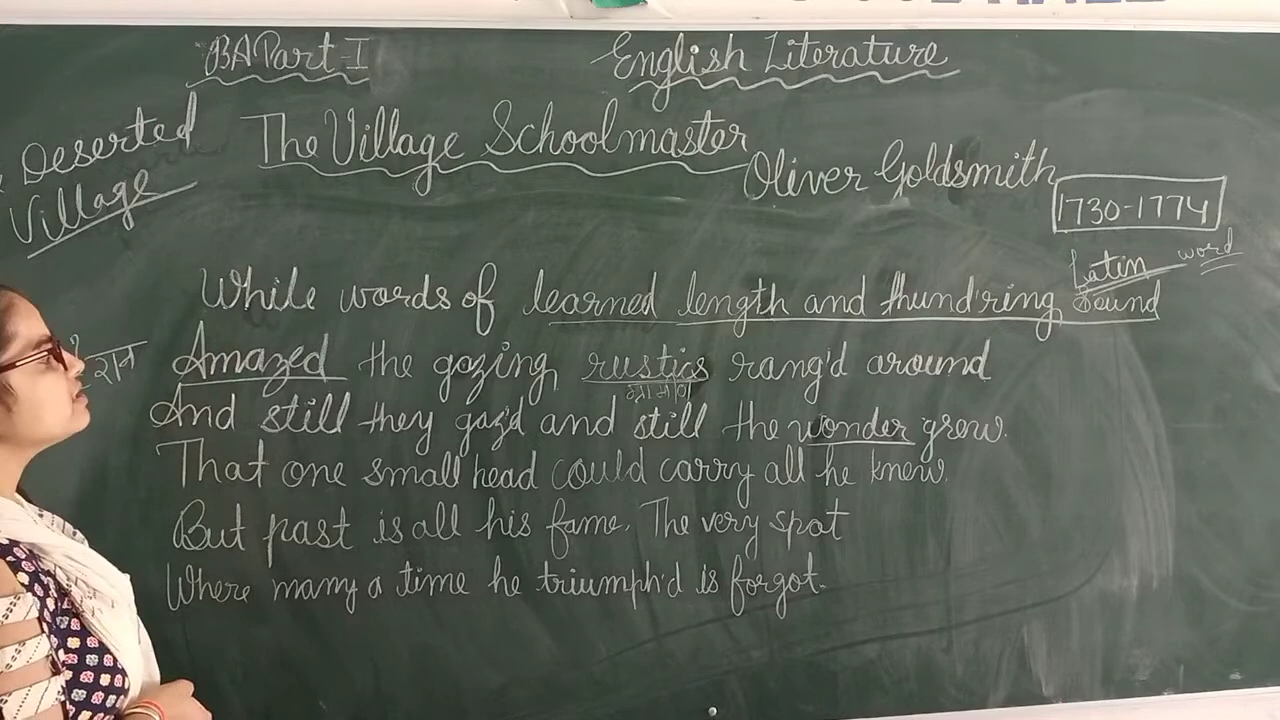 BA Part-I
English Literature
Deserted
Village
The Village Schoolmaster
Oliver Goldsmith
1730-1774
Latin word
While words of learned length and thund'ring sound
Amazed the gazing rustics rang'd around
ग्रामीण
And still they gaz'd and still the wonder grew.
That one small head could carry all he knew.
But past is all his fame. The very spot
Where many a time he triumph'd is forgot.